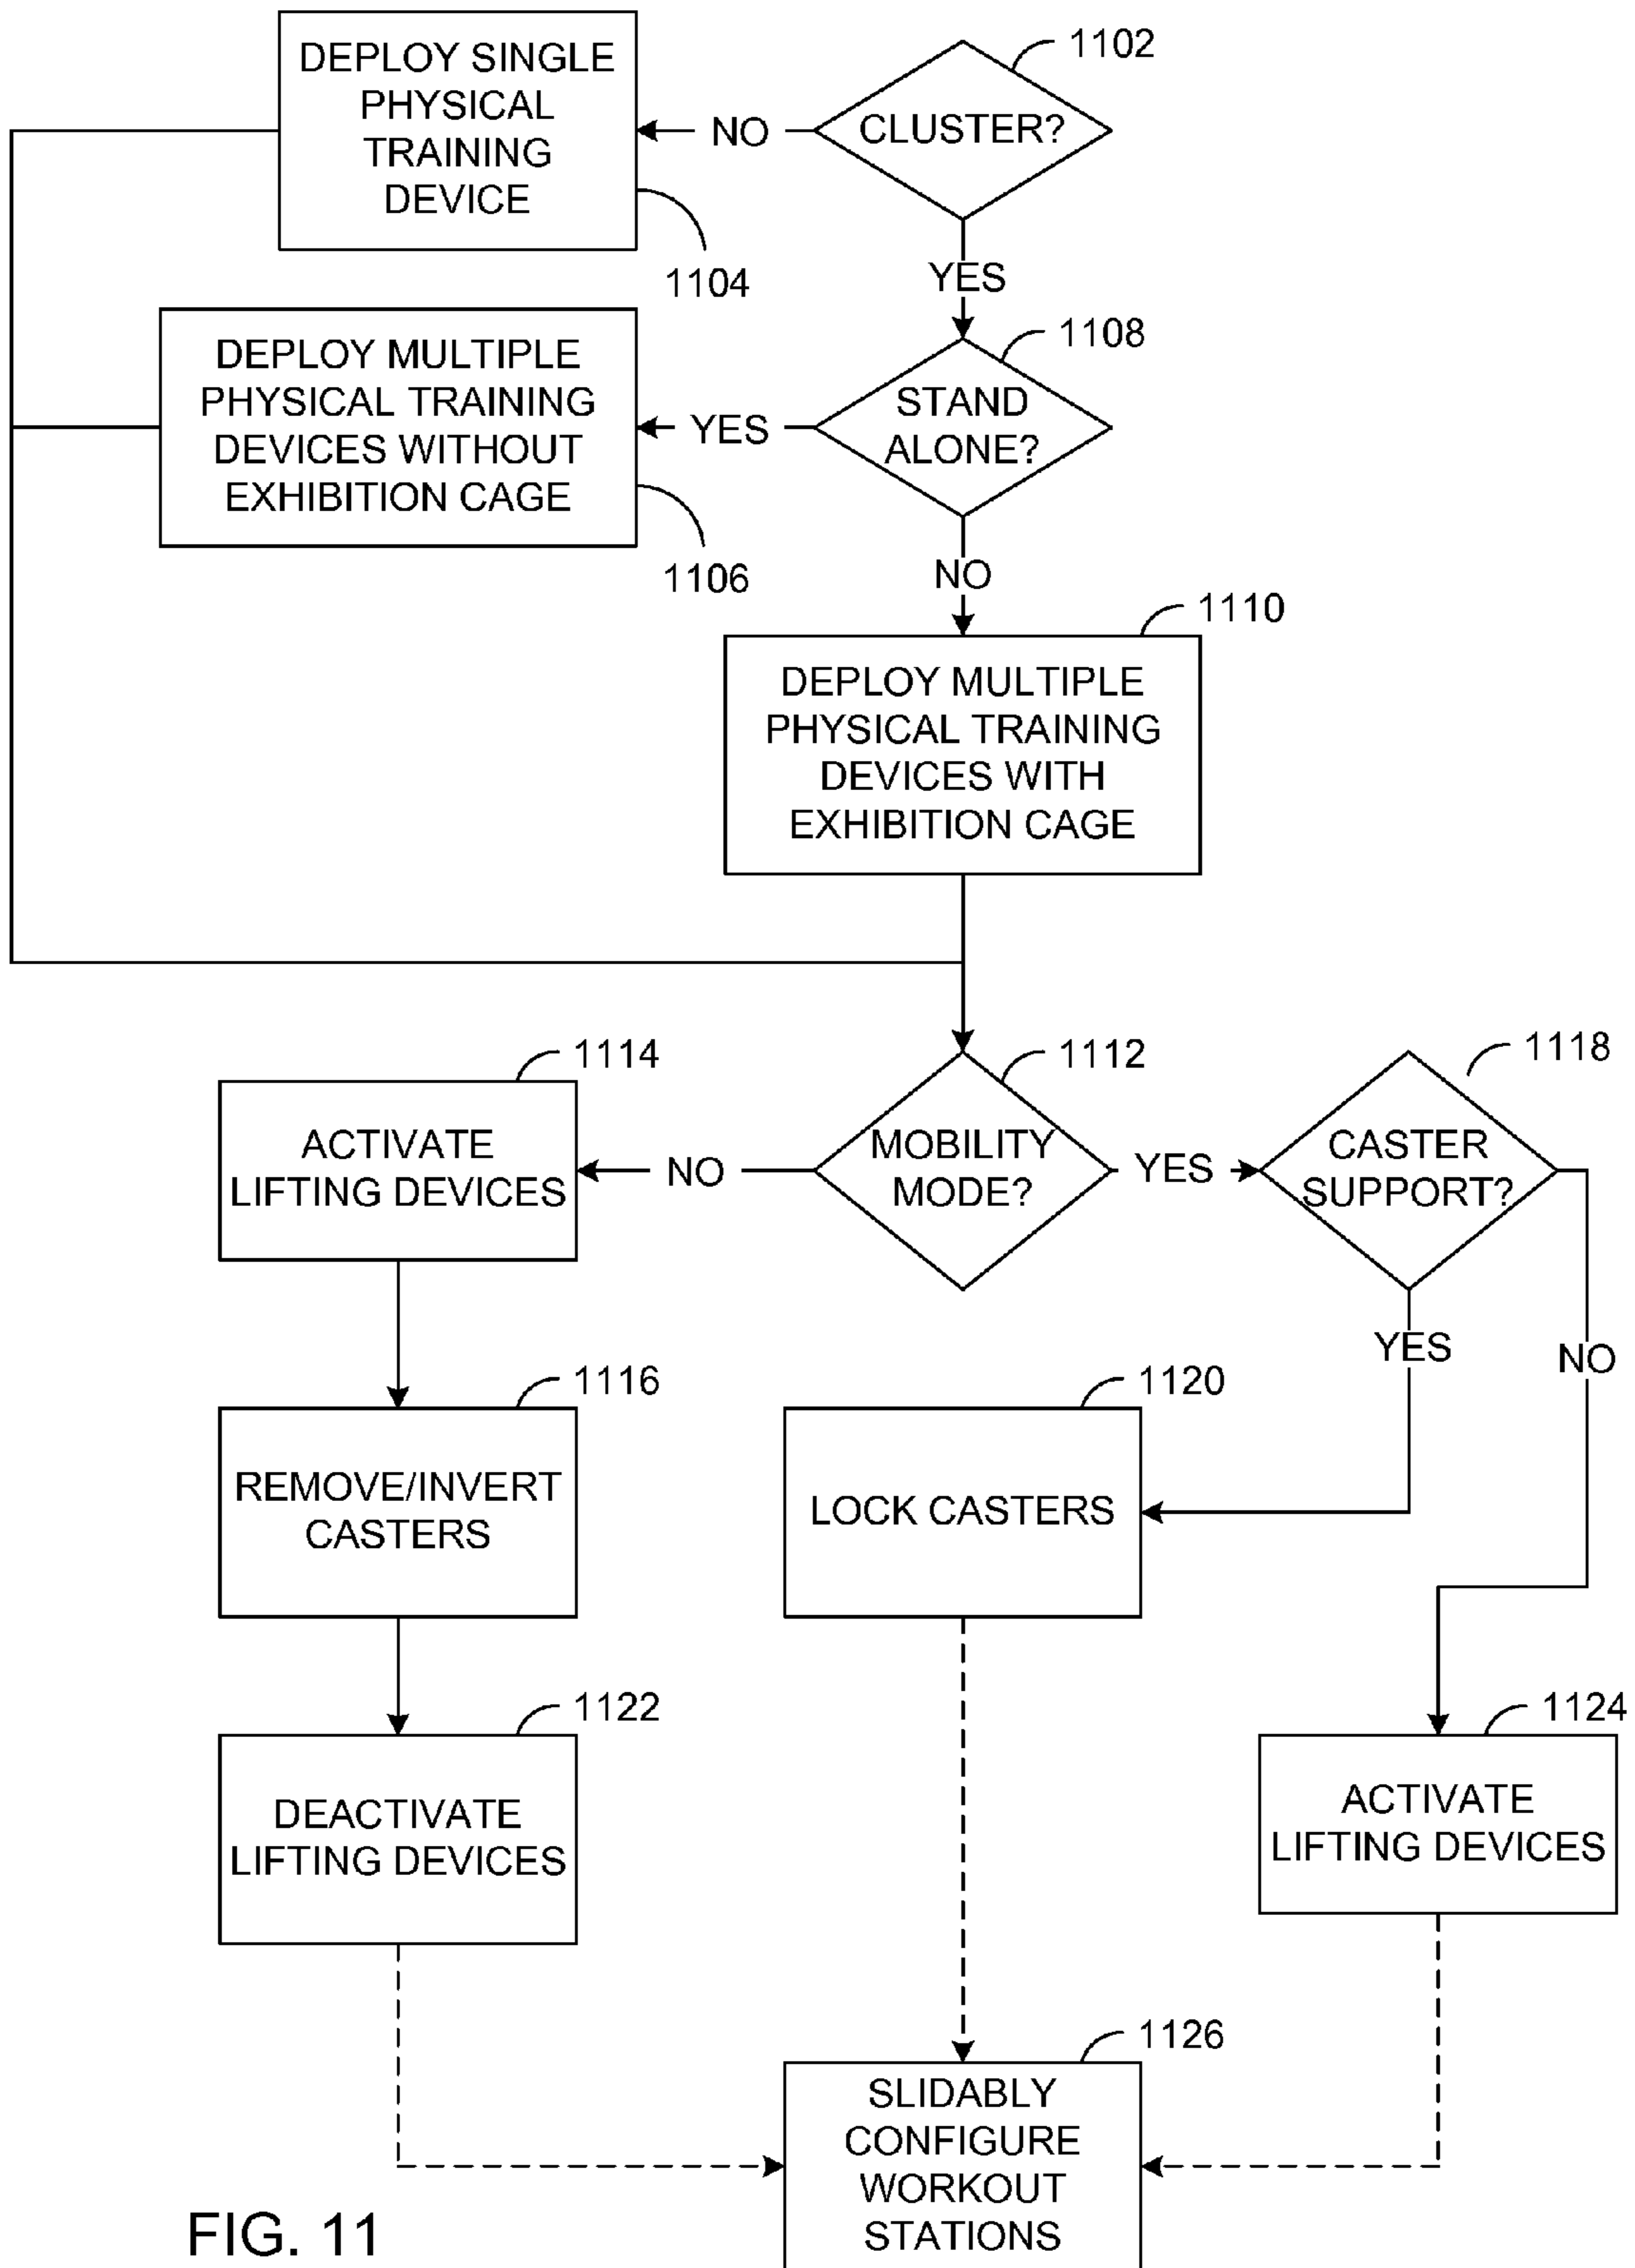 DEPLOY SINGLE
PHYSICAL
TRAINING
DEVICE
1104
NO
CLUSTER?
1102
YES
DEPLOY MULTIPLE
PHYSICAL TRAINING
DEVICES WITHOUT
EXHIBITION CAGE
1106
YES
STAND
ALONE?
1108
NO
1110
DEPLOY MULTIPLE
PHYSICAL TRAINING
DEVICES WITH
EXHIBITION CAGE
1114
ACTIVATE
LIFTING DEVICES
NO
1112
MOBILITY
MODE?
YES
1118
CASTER
SUPPORT?
YES
NO
1116
REMOVE/INVERT
CASTERS
1120
LOCK CASTERS
1122
DEACTIVATE
LIFTING DEVICES
1124
ACTIVATE
LIFTING DEVICES
1126
SLIDABLY
CONFIGURE
WORKOUT
STATIONS
FIG. 11